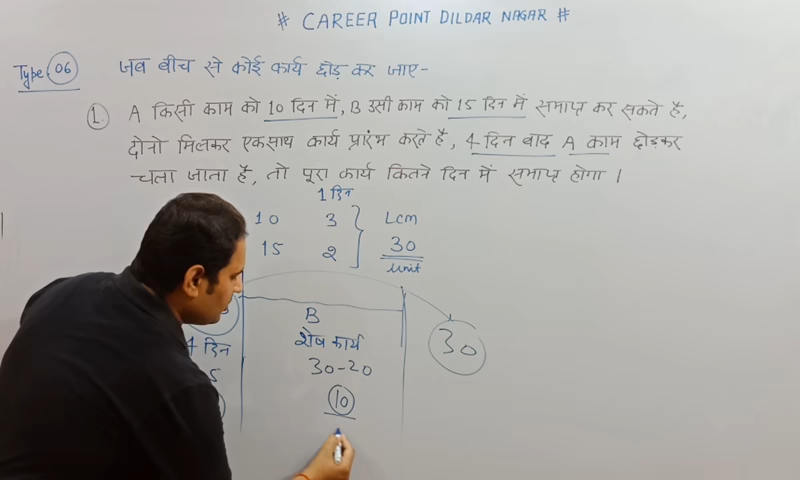 # CAREER POINT DILDAR NAGAR #
Type 06 जब बीच से कोई कार्य छोड़ कर जाए-
1. A किसी काम को 10 दिन में, B उसी काम को 15 दिन में समाप्त कर सकते है,
दोनो मिलकर एकसाथ कार्य प्रारंभ करते है, 4 दिन बाद A काम छोड़कर
चला जाता है, तो पूरा कार्य कितने दिन में समाप्त होगा ।
1 दिन
10 3 } Lcm
15 2 30
Unit
B
30
4 दिन शेष कार्य
5 30-20
10